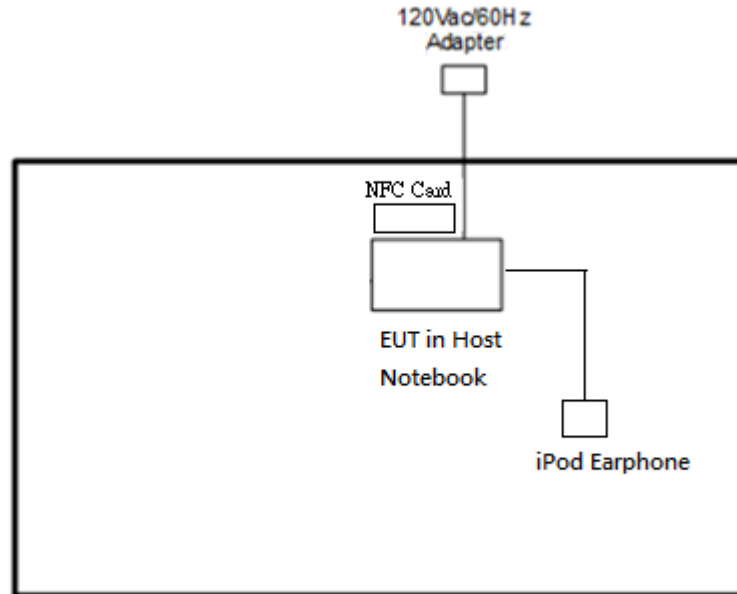 120Vac/60Hz
Adapter
NFC Card
EUT in Host
Notebook
iPod Earphone